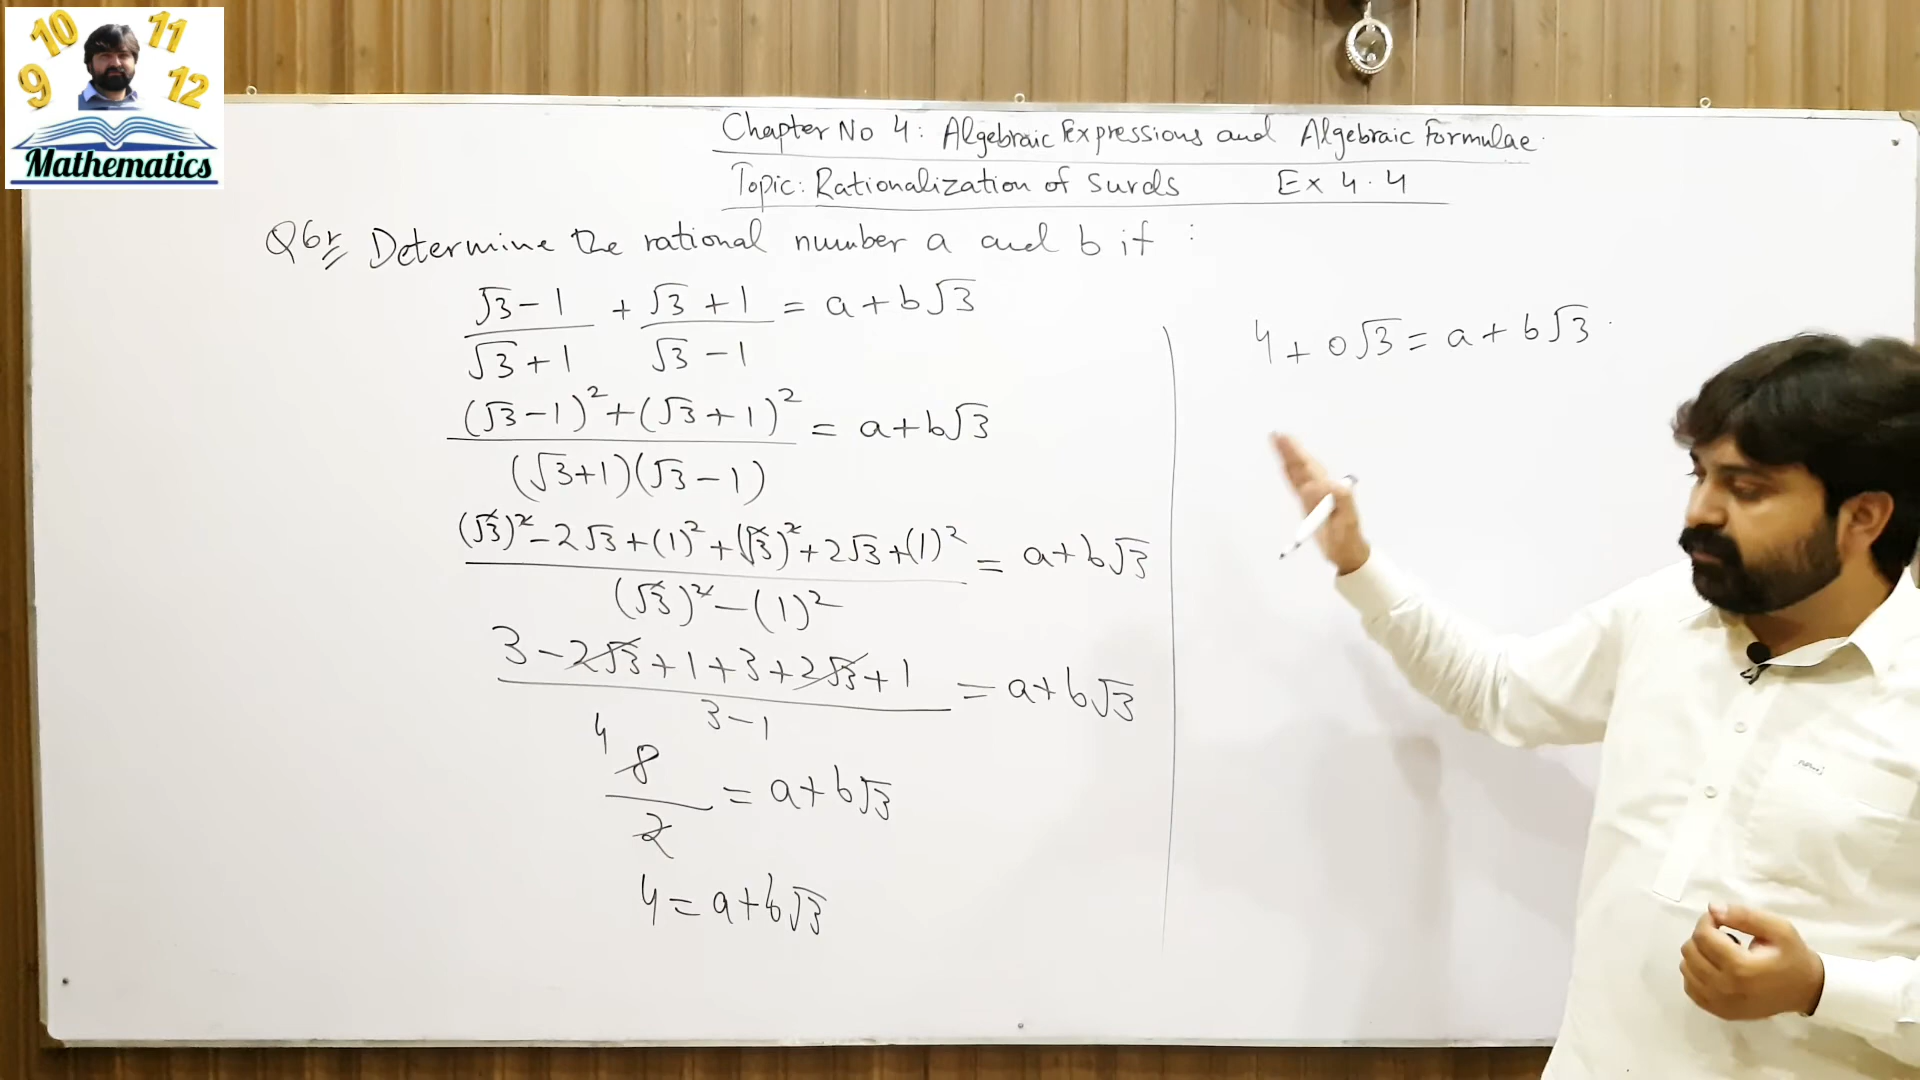 10 11
9 12
Mathematics
Chapter No 4: Algebraic Expressions and Algebraic Formulae.
Topic: Rationalization of Surds Ex 4.4
Q6: Determine the rational number a and b if :
(√3-1)/(√3+1) + (√3+1)/(√3-1) = a+b√3
((√3-1)²+(√3+1)²)/((√3+1)(√3-1)) = a+b√3
((√3)²-2√3+(1)²+(√3)²+2√3+(1)²)/((√3)²-(1)²) = a+b√3
(3-2√3+1+3+2√3+1)/(3-1) = a+b√3
4
8/2 = a+b√3
4 = a+b√3
4+0√3 = a+b√3.